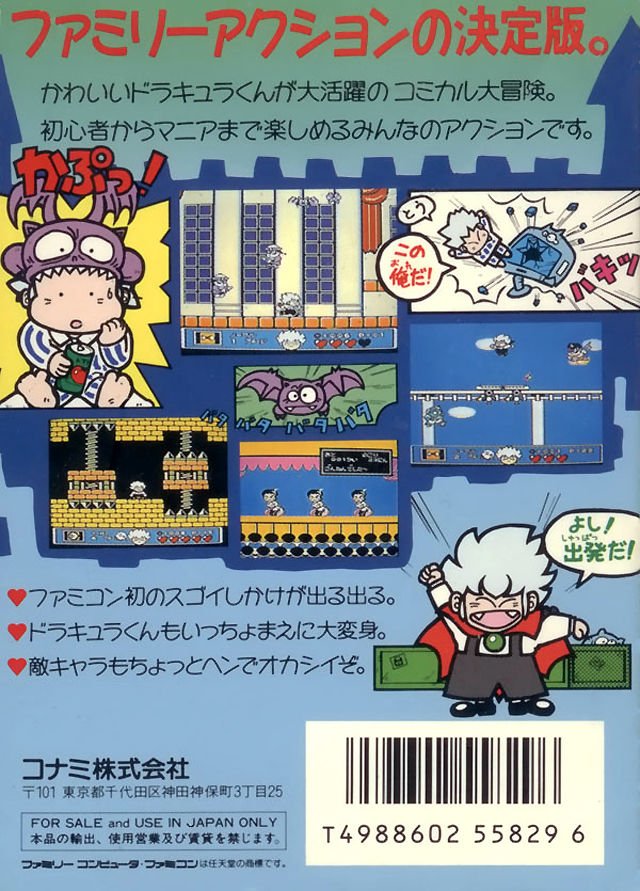 ファミリーアクションの決定版。
かわいいドラキュラくんが大活躍のコミカル大冒険。
初心者からマニアまで楽しめるみんなのアクションです。
かぷっ!
この
俺だ!
おれ
バキッ
バタ バタ バタバタ
よし!
しゅっぱつ
出発だ!
♥ファミコン初のスゴイしかけが出る出る。
♥ドラキュラくんもいっちょまえに大変身。
♥敵キャラもちょっとヘンでオカシイぞ。
コナミ株式会社
〒101 東京都千代田区神田神保町3丁目25
FOR SALE and USE IN JAPAN ONLY
本品の輸出、使用営業及び賃貸を禁じます。
ファミリーコンピュータ・ファミコンは任天堂の商標です。
T4988602 55829 6